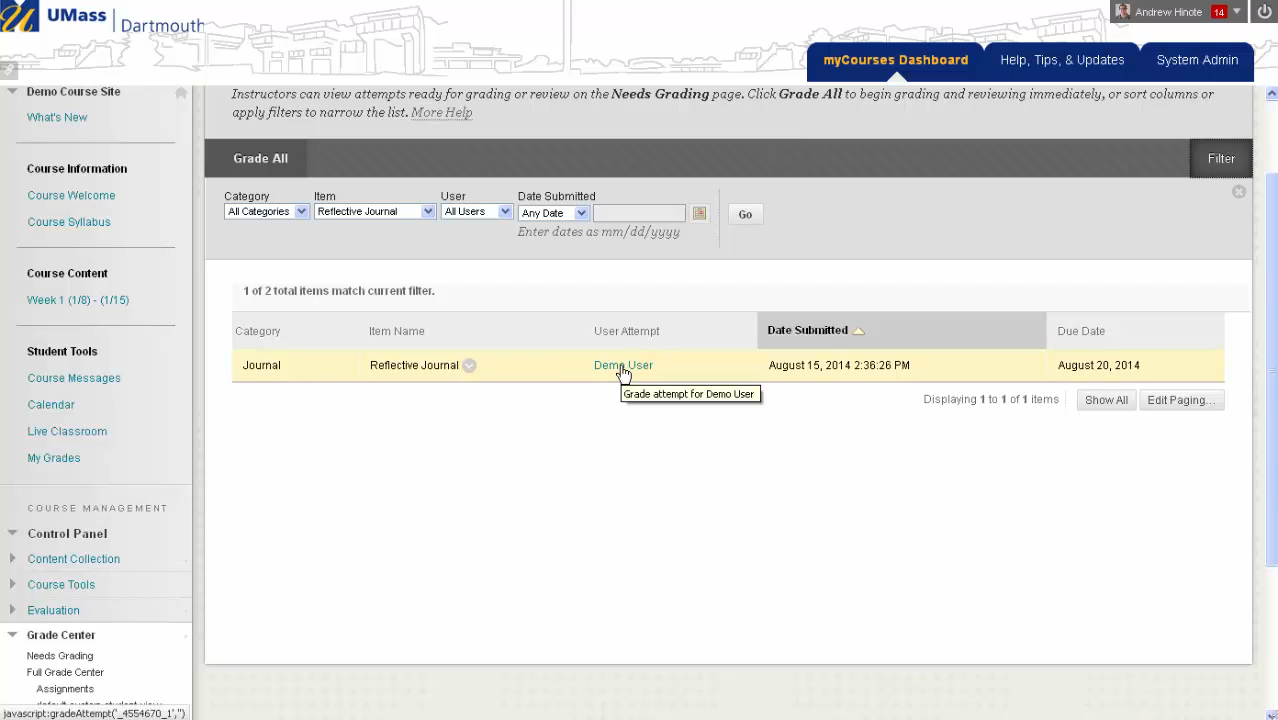 UMass
Dartmouth
Andrew Hinote 14
myCourses Dashboard
Help, Tips, & Updates
System Admin
Demo Course Site
What's New
Course Information
Course Welcome
Course Syllabus
Course Content
Week 1 (1/8) - (1/15)
Student Tools
Course Messages
Calendar
Live Classroom
My Grades
COURSE MANAGEMENT
Control Panel
Content Collection
Course Tools
Evaluation
Grade Center
Needs Grading
Full Grade Center
Assignments
javascript:gradeAttempt('_4554670_1','')
Instructors can view attempts ready for grading or review on the Needs Grading page. Click Grade All to begin grading and reviewing immediately, or sort columns or
apply filters to narrow the list. More Help
Grade All
Filter
Category Item User Date Submitted
All Categories Reflective Journal All Users Any Date Go
Enter dates as mm/dd/yyyy
1 of 2 total items match current filter.
Category Item Name User Attempt Date Submitted Due Date
Journal Reflective Journal Demo User August 15, 2014 2:36:26 PM August 20, 2014
Grade attempt for Demo User
Displaying 1 to 1 of 1 items Show All Edit Paging...